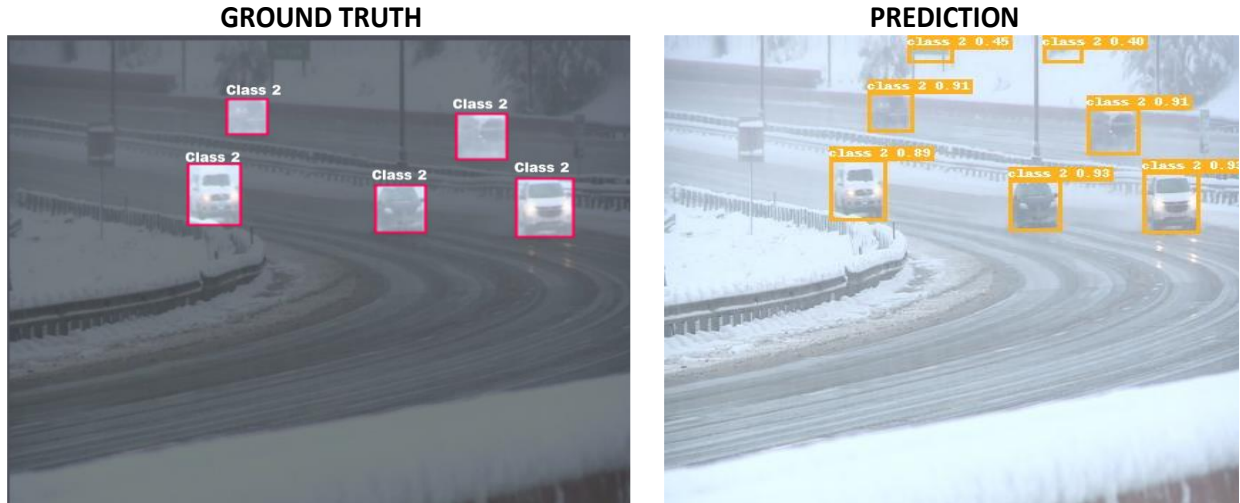 GROUND TRUTH
PREDICTION
Class 2
Class 2
Class 2
Class 2
Class 2
class 2 0.45
class 2 0.40
class 2 0.91
class 2 0.91
class 2 0.89
class 2 0.93
class 2 0.93